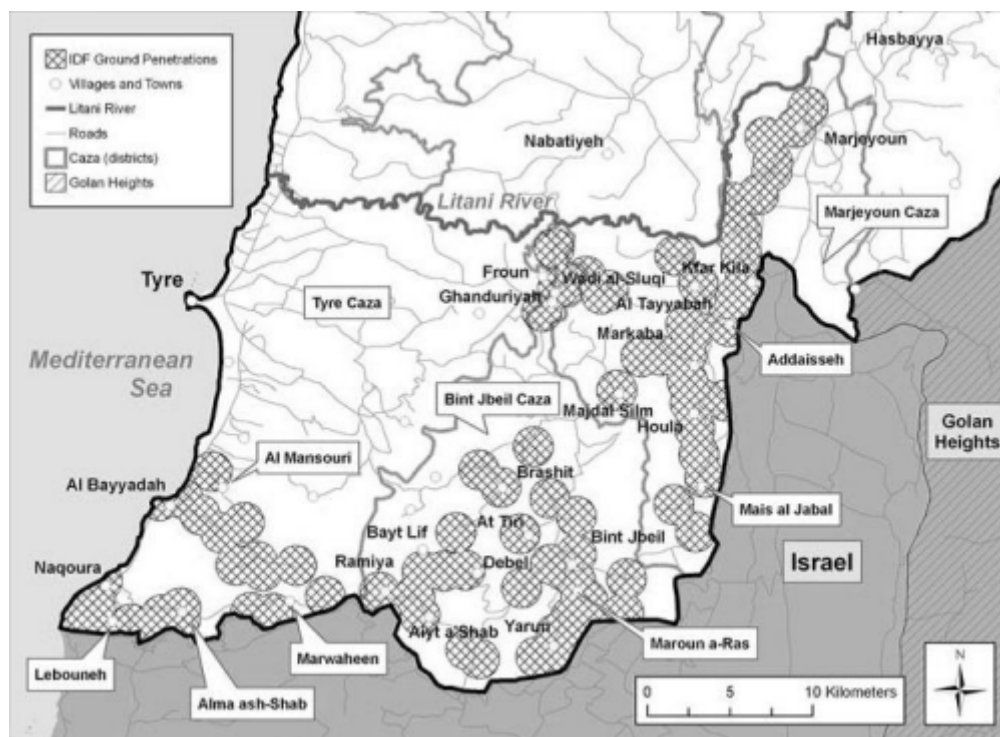 IDF Ground Penetrations
Villages and Towns
Litani River
Roads
Caza (districts)
Golan Heights
Hasbayya
Nabatiyeh
Marjeyoun
Litani River
Marjeyoun Caza
Tyre
Froun
Wadi al-Sluqi
Kfar Kila
Tyre Caza
Ghanduriyah
Al Tayyabah
Markaba
Mediterranean
Sea
Addaisseh
Bint Jbeil Caza
Majdal Silm
Houla
Golan
Heights
Al Mansouri
Al Bayyadah
Brashit
Mais al Jabal
Bayt Lif
At Tiri
Bint Jbeil
Israel
Naqoura
Ramiya
Debel
Aiyt a'Shab
Yarun
Maroun a-Ras
Marwaheen
Lebouneh
Alma ash-Shab
N
0 5 10 Kilometers